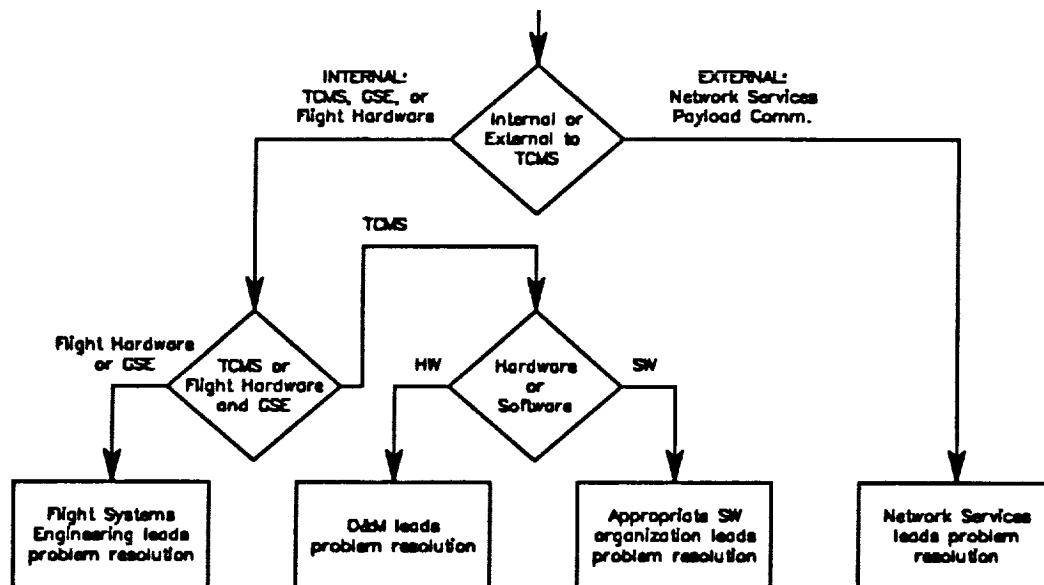 INTERNAL:
TCMS, GSE, or
Flight Hardware
EXTERNAL:
Network Services
Payload Comm.
Internal or
External to
TCMS
TCMS
Flight Hardware
or GSE
TCMS or
Flight Hardware
and GSE
HW
Hardware
or
Software
SW
Flight Systems
Engineering leads
problem resolution
O&M leads
problem resolution
Appropriate SW
organization leads
problem resolution
Network Services
leads problem
resolution